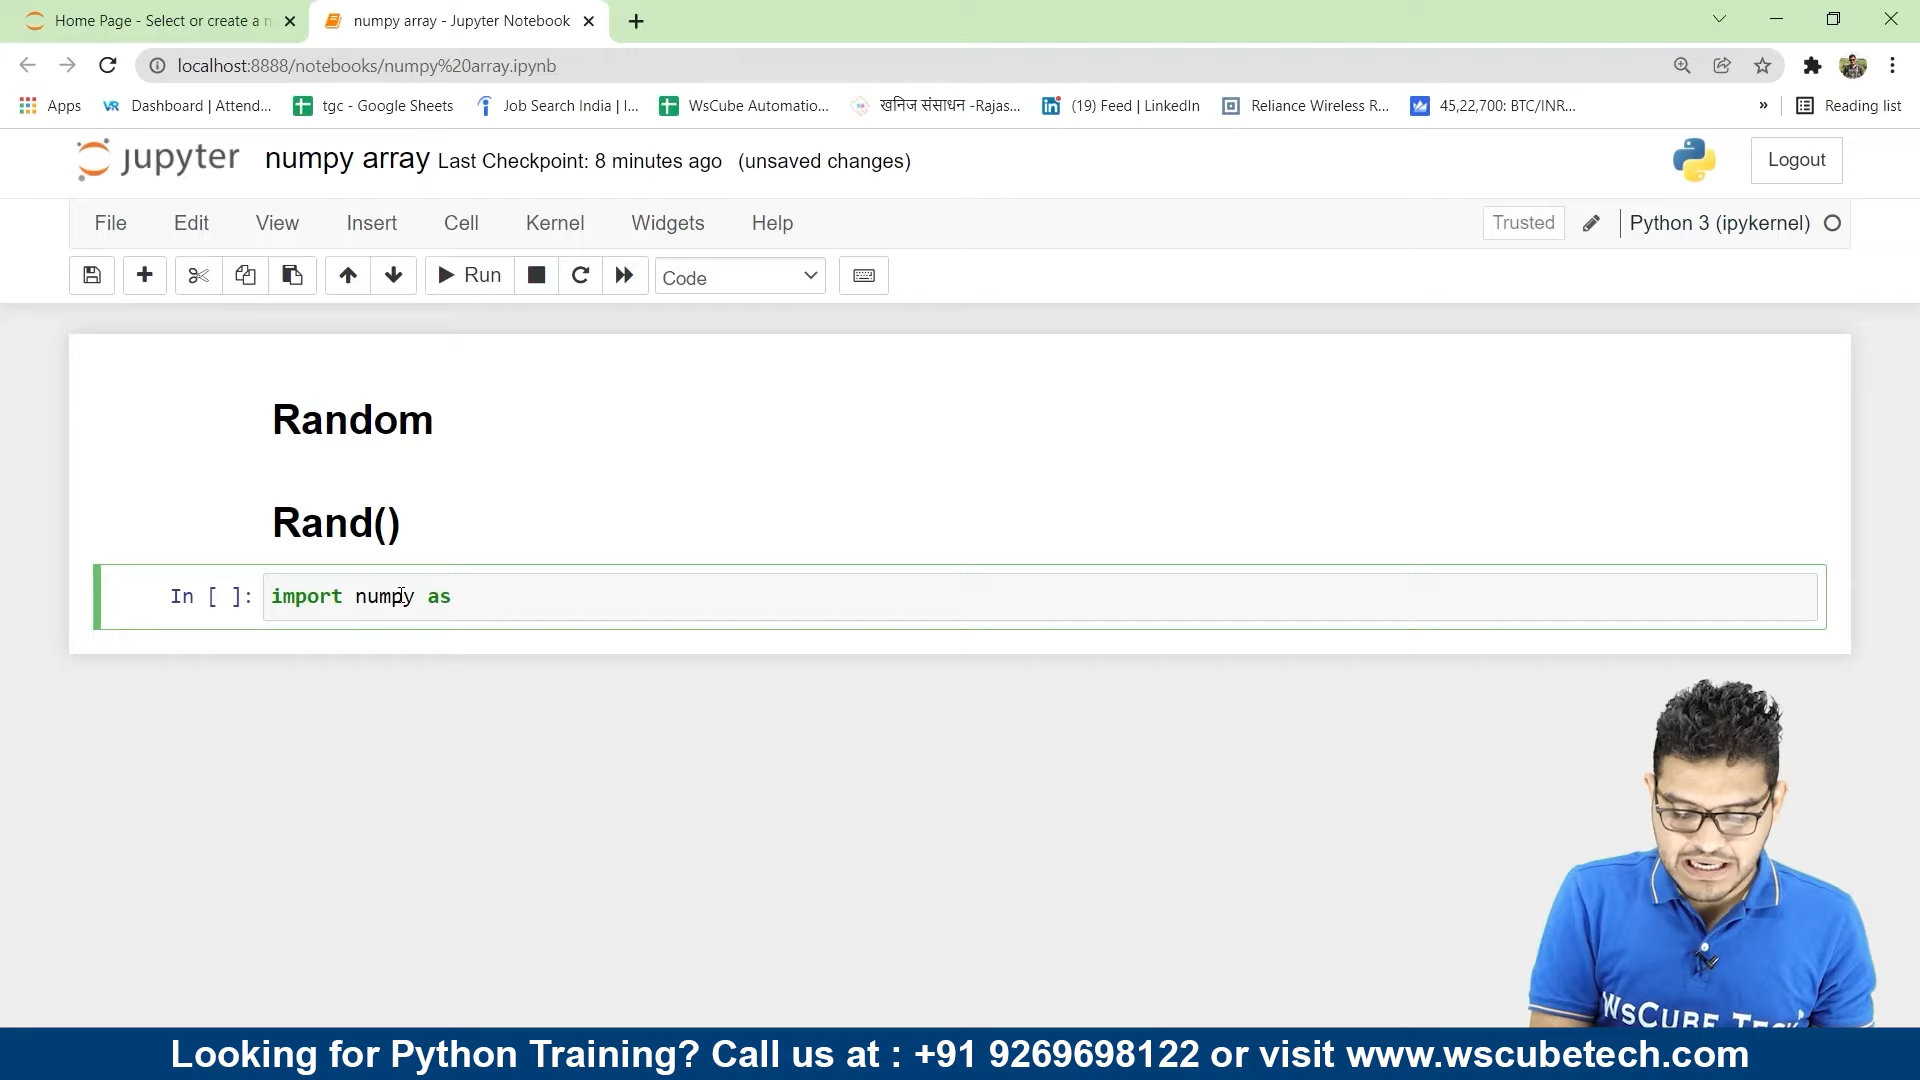 Home Page - Select or create a n
numpy array - Jupyter Notebook
localhost:8888/notebooks/numpy%20array.ipynb
Apps
Dashboard | Attend...
tgc - Google Sheets
Job Search India | I...
WsCube Automatio...
खनिज संसाधन -Rajas...
(19) Feed | LinkedIn
Reliance Wireless R...
45,22,700: BTC/INR...
»
Reading list
jupyter numpy array Last Checkpoint: 8 minutes ago (unsaved changes)
Logout
File Edit View Insert Cell Kernel Widgets Help
Trusted
Python 3 (ipykernel)
Run
Code
Random
Rand()
In [ ]: import numpy as
WsCube Tech
Looking for Python Training? Call us at : +91 9269698122 or visit www.wscubetech.com